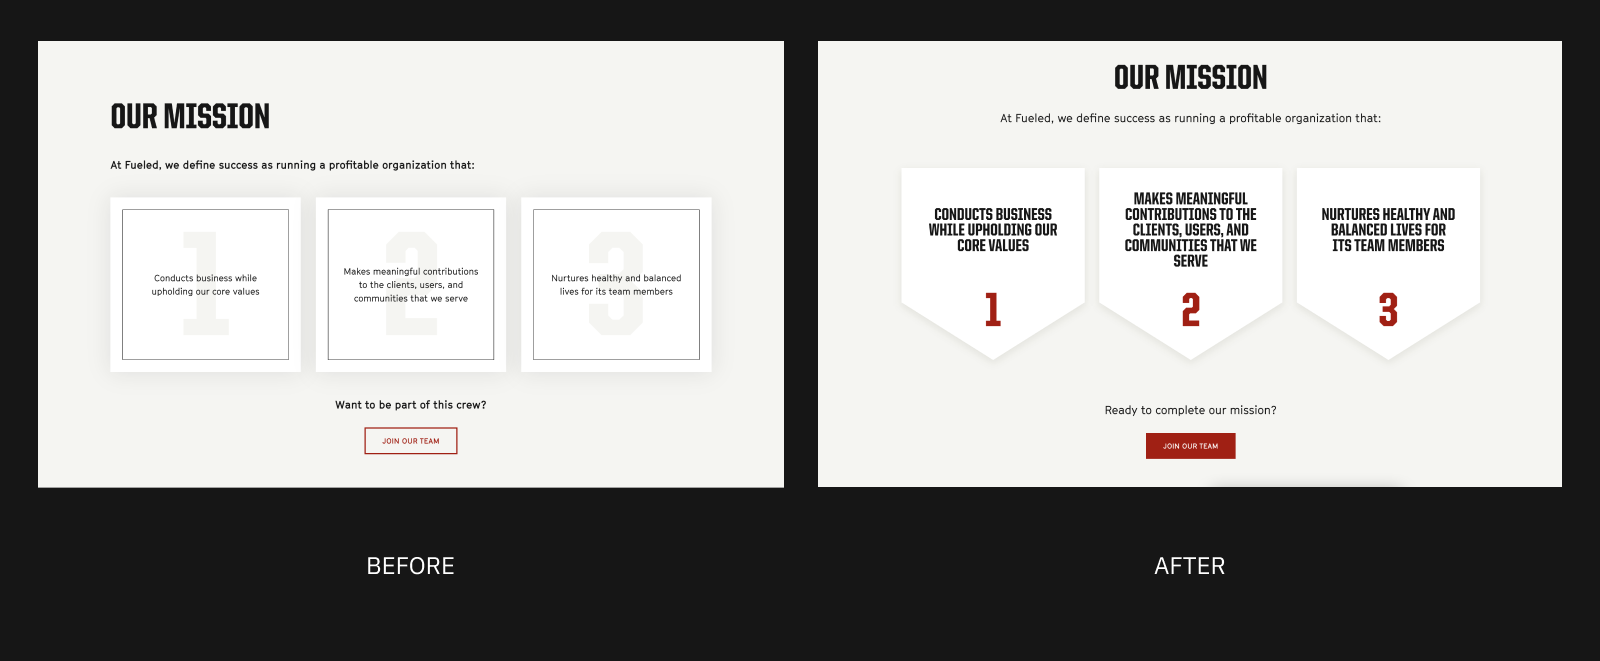 OUR MISSION
At Fueled, we define success as running a profitable organization that:
1
Conducts business while
upholding our core values
2
Makes meaningful contributions
to the clients, users, and
communities that we serve
3
Nurtures healthy and balanced
lives for its team members
Want to be part of this crew?
JOIN OUR TEAM
BEFORE
OUR MISSION
At Fueled, we define success as running a profitable organization that:
CONDUCTS BUSINESS
WHILE UPHOLDING OUR
CORE VALUES
1
MAKES MEANINGFUL
CONTRIBUTIONS TO THE
CLIENTS, USERS, AND
COMMUNITIES THAT WE
SERVE
2
NURTURES HEALTHY AND
BALANCED LIVES FOR
ITS TEAM MEMBERS
3
Ready to complete our mission?
JOIN OUR TEAM
AFTER